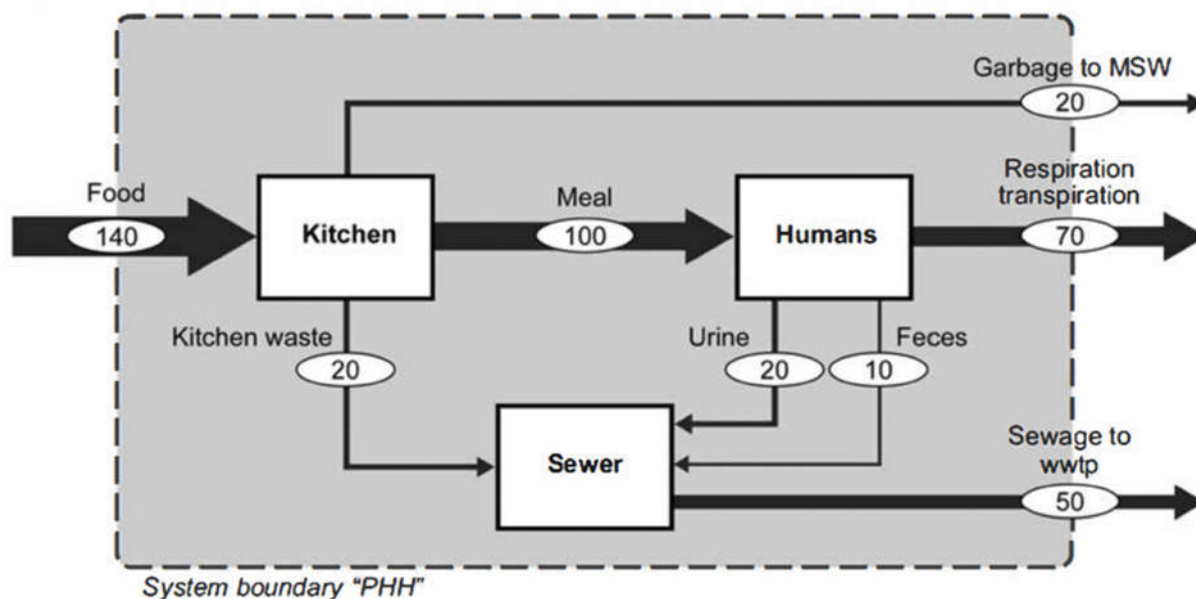 Garbage to MSW
20
Food
140
Kitchen
Meal
100
Humans
Respiration
transpiration
70
Kitchen waste
20
Urine
20
Feces
10
Sewer
Sewage to
wwtp
50
System boundary "PHH"